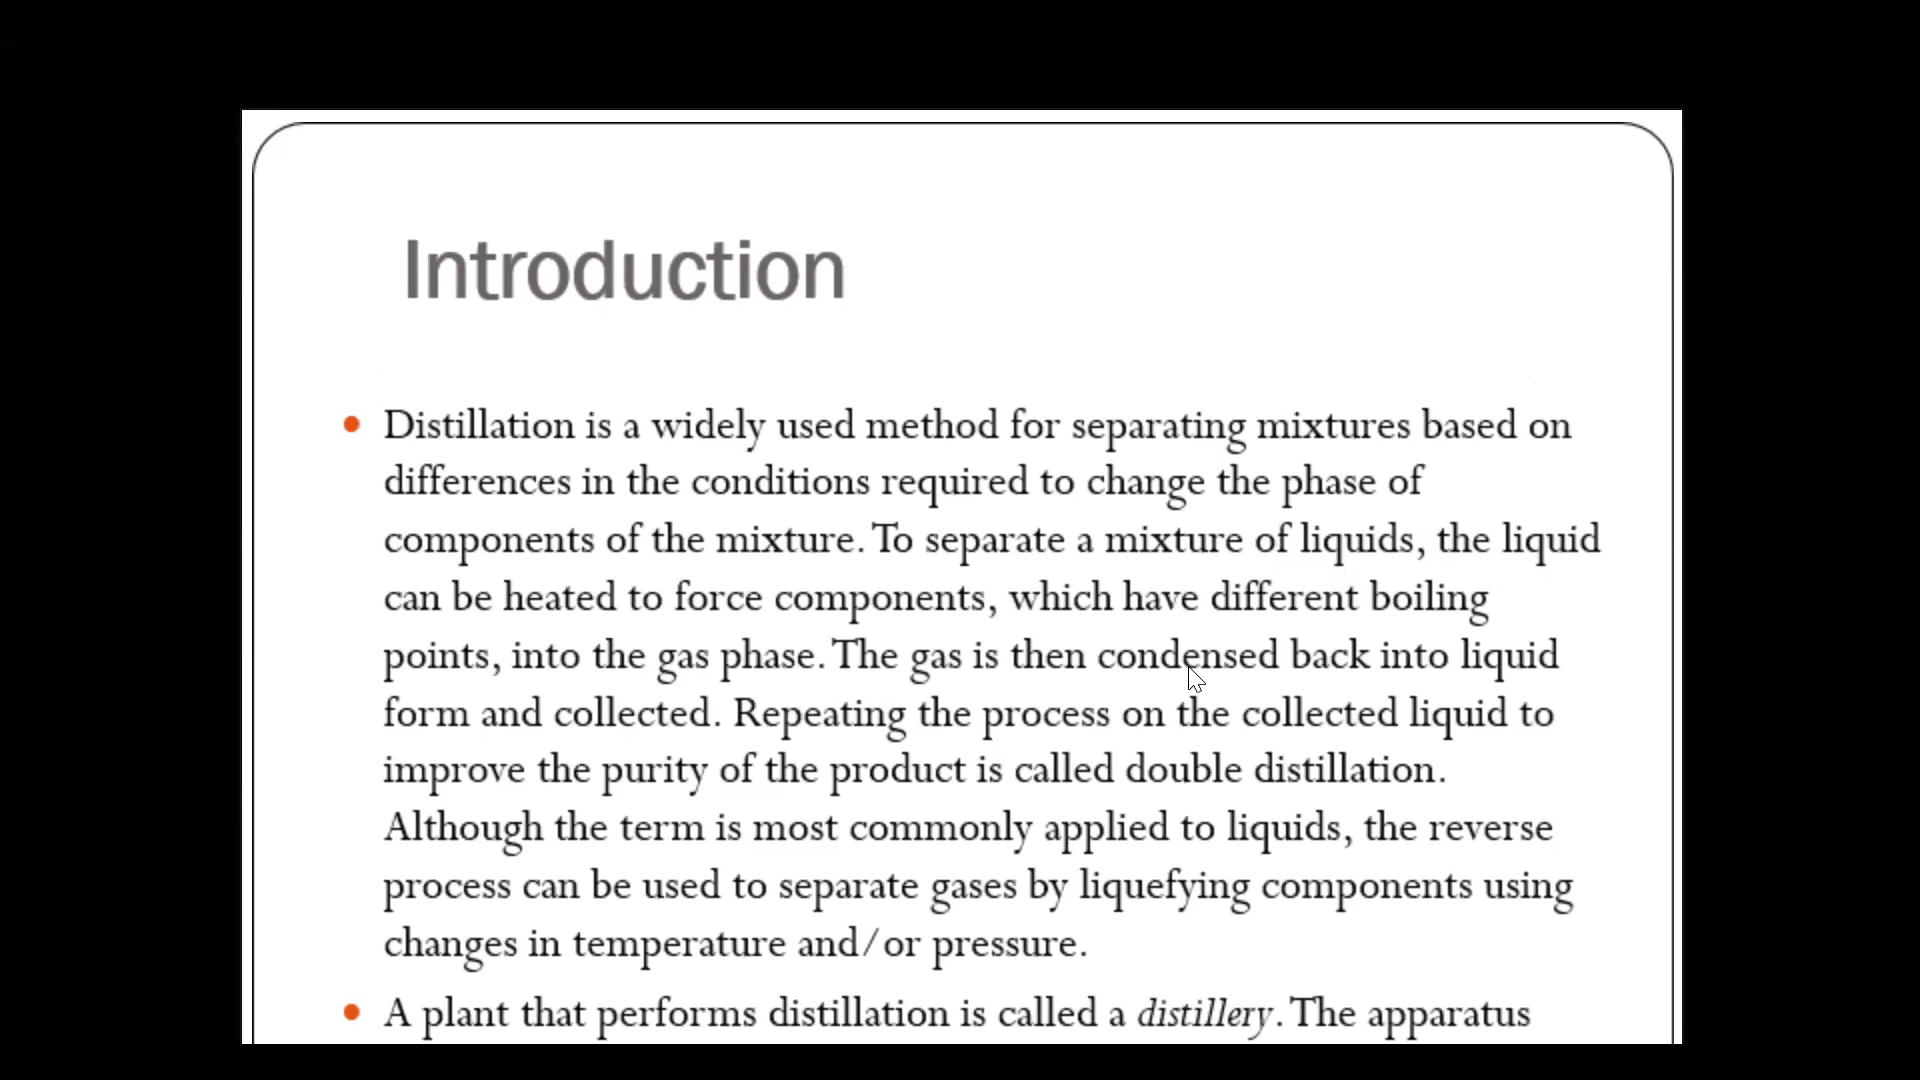 Introduction
Distillation is a widely used method for separating mixtures based on
differences in the conditions required to change the phase of
components of the mixture. To separate a mixture of liquids, the liquid
can be heated to force components, which have different boiling
points, into the gas phase. The gas is then condensed back into liquid
form and collected. Repeating the process on the collected liquid to
improve the purity of the product is called double distillation.
Although the term is most commonly applied to liquids, the reverse
process can be used to separate gases by liquefying components using
changes in temperature and/or pressure.
A plant that performs distillation is called a distillery. The apparatus